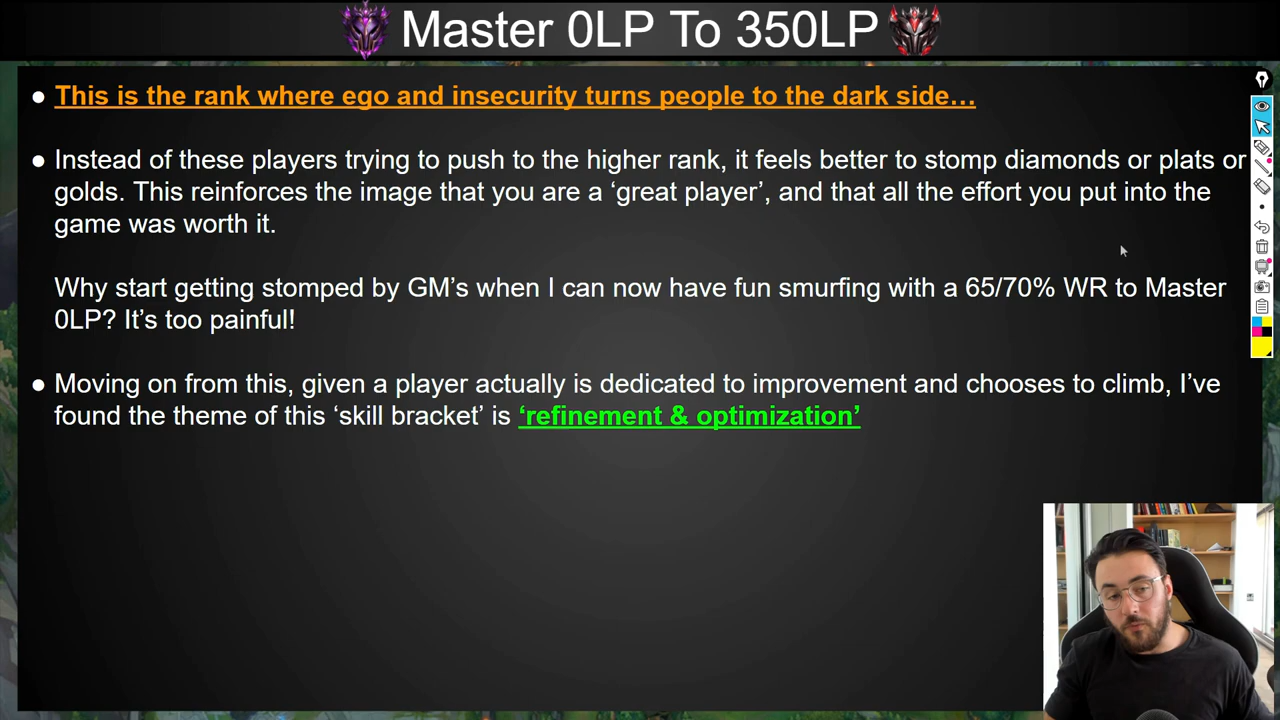 Master 0LP To 350LP
● This is the rank where ego and insecurity turns people to the dark side…
● Instead of these players trying to push to the higher rank, it feels better to stomp diamonds or plats or
golds. This reinforces the image that you are a ‘great player’, and that all the effort you put into the
game was worth it.
Why start getting stomped by GM’s when I can now have fun smurfing with a 65/70% WR to Master
0LP? It’s too painful!
● Moving on from this, given a player actually is dedicated to improvement and chooses to climb, I’ve
found the theme of this ‘skill bracket’ is ‘refinement & optimization’